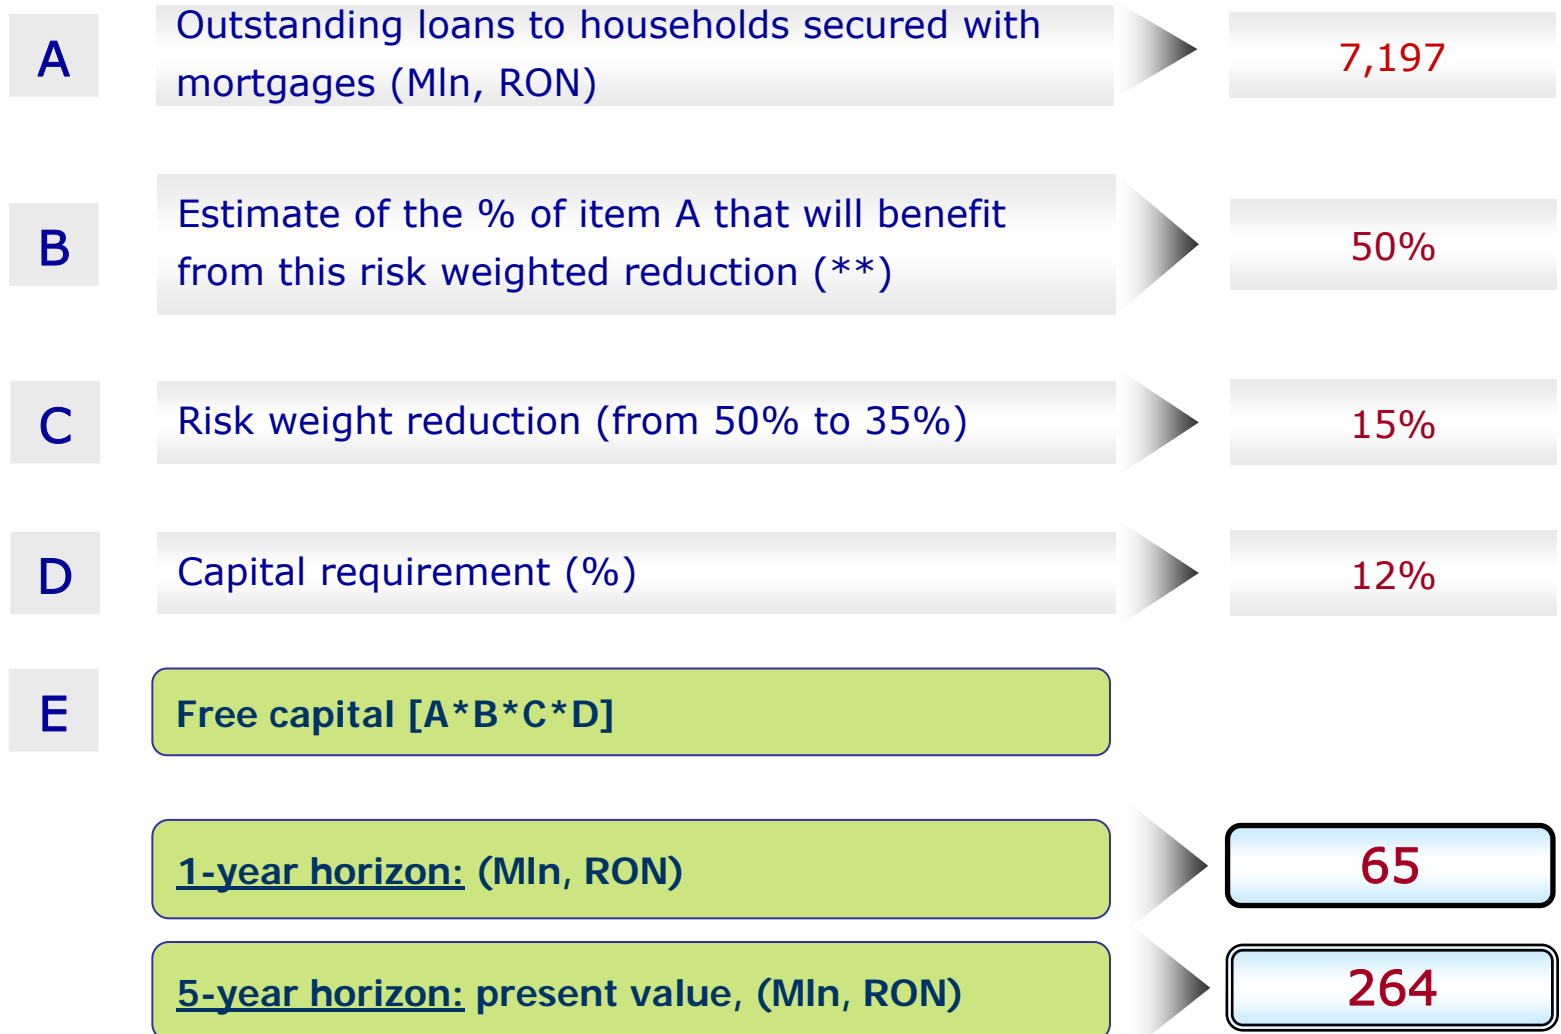 A
Outstanding loans to households secured with
mortgages (Mln, RON)
7,197
B
Estimate of the % of item A that will benefit
from this risk weighted reduction (**)
50%
C
Risk weight reduction (from 50% to 35%)
15%
D
Capital requirement (%)
12%
E
Free capital [A*B*C*D]
1-year horizon: (Mln, RON)
65
5-year horizon: present value, (Mln, RON)
264